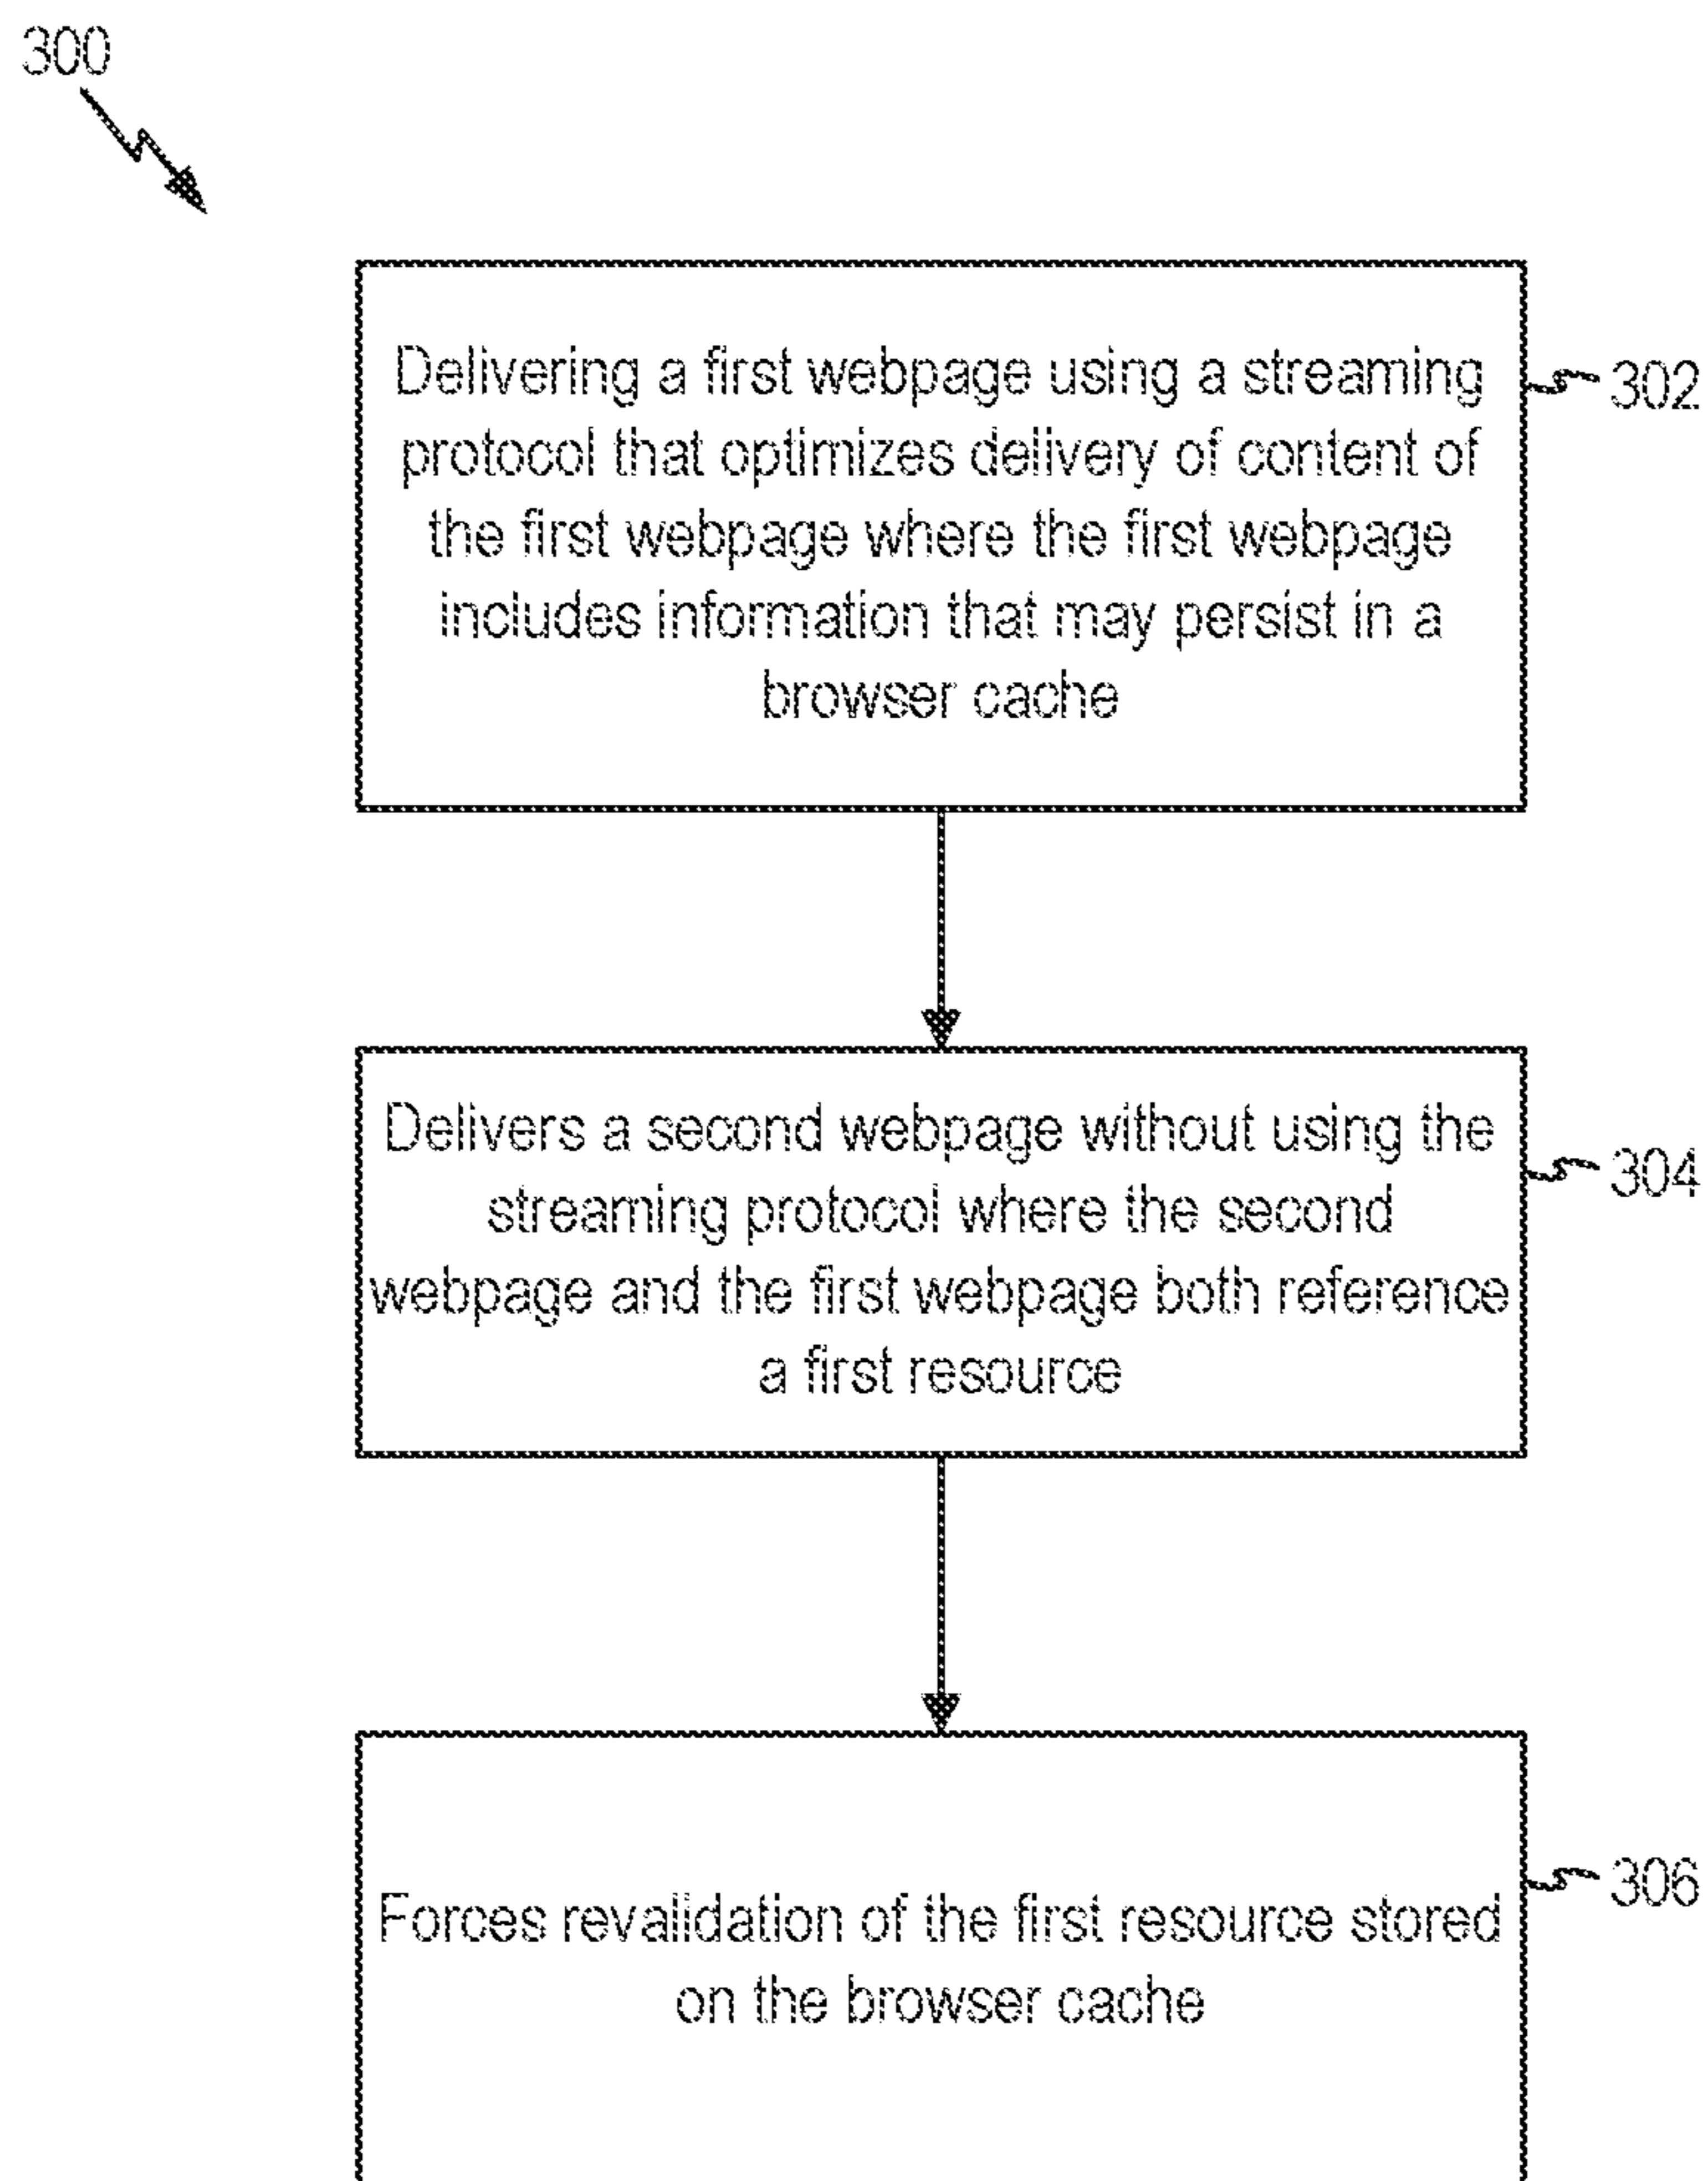 300
Delivering a first webpage using a streaming
protocol that optimizes delivery of content of
the first webpage where the first webpage
includes information that may persist in a
browser cache
302
Delivers a second webpage without using the
streaming protocol where the second
webpage and the first webpage both reference
a first resource
304
Forces revalidation of the first resource stored
on the browser cache
306